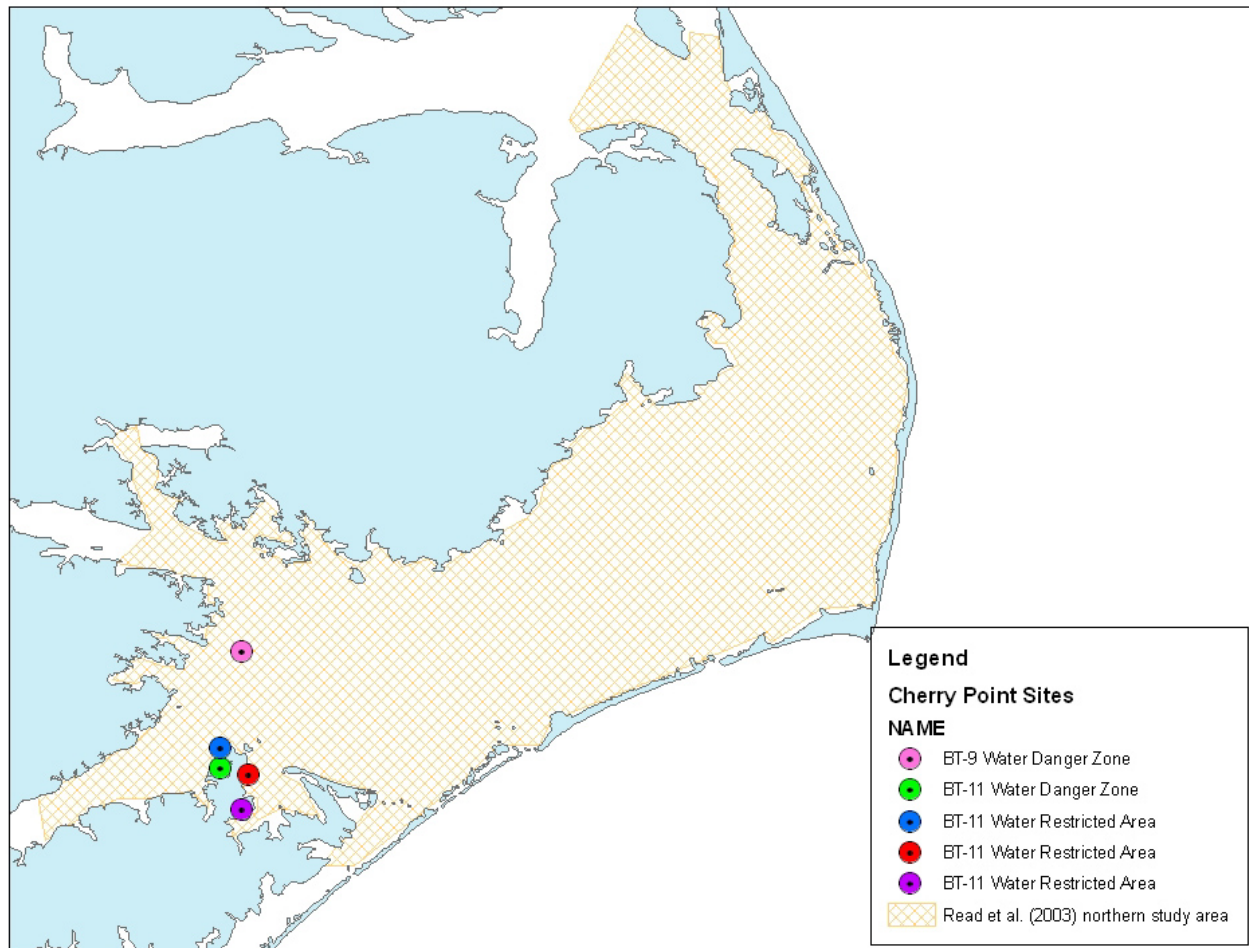 Legend
Cherry Point Sites
NAME
BT-9 Water Danger Zone
BT-11 Water Danger Zone
BT-11 Water Restricted Area
BT-11 Water Restricted Area
BT-11 Water Restricted Area
Read et al. (2003) northern study area